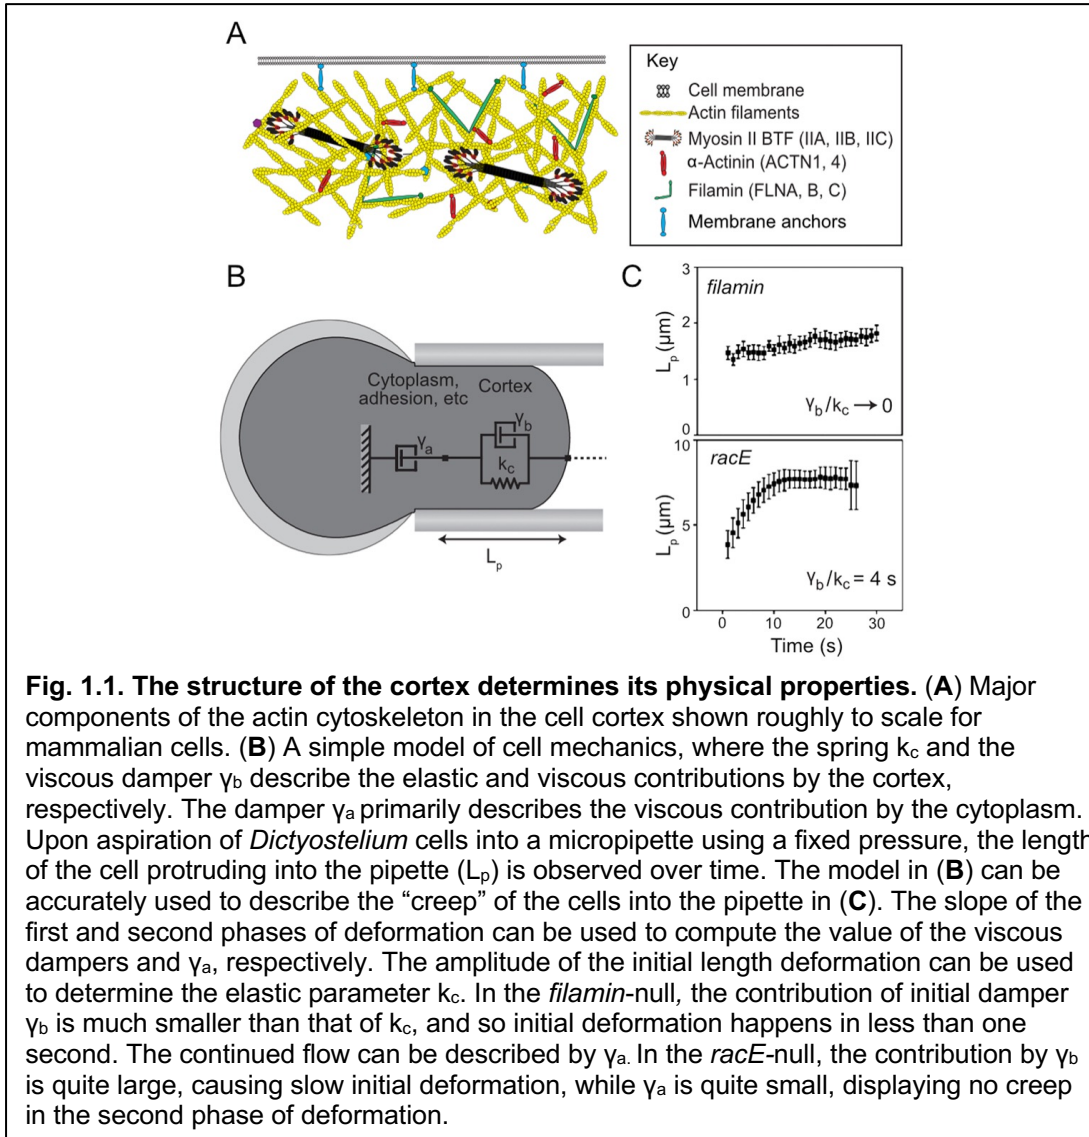 A
Key
Cell membrane
Actin filaments
Myosin II BTF (IIA, IIB, IIC)
α-Actinin (ACTN1, 4)
Filamin (FLNA, B, C)
Membrane anchors
B
Cytoplasm,
adhesion, etc
Cortex
γa
γb
kc
Lp
C
3
filamin
2
Lp (µm)
1
γb/kc → 0
0
10
racE
Lp (µm)
5
γb/kc = 4 s
0
0 10 20 30
Time (s)
Fig. 1.1. The structure of the cortex determines its physical properties. (A) Major
components of the actin cytoskeleton in the cell cortex shown roughly to scale for
mammalian cells. (B) A simple model of cell mechanics, where the spring kc and the
viscous damper γb describe the elastic and viscous contributions by the cortex,
respectively. The damper γa primarily describes the viscous contribution by the cytoplasm.
Upon aspiration of Dictyostelium cells into a micropipette using a fixed pressure, the length
of the cell protruding into the pipette (Lp) is observed over time. The model in (B) can be
accurately used to describe the “creep” of the cells into the pipette in (C). The slope of the
first and second phases of deformation can be used to compute the value of the viscous
dampers and γa, respectively. The amplitude of the initial length deformation can be used
to determine the elastic parameter kc. In the filamin-null, the contribution of initial damper
γb is much smaller than that of kc, and so initial deformation happens in less than one
second. The continued flow can be described by γa. In the racE-null, the contribution by γb
is quite large, causing slow initial deformation, while γa is quite small, displaying no creep
in the second phase of deformation.